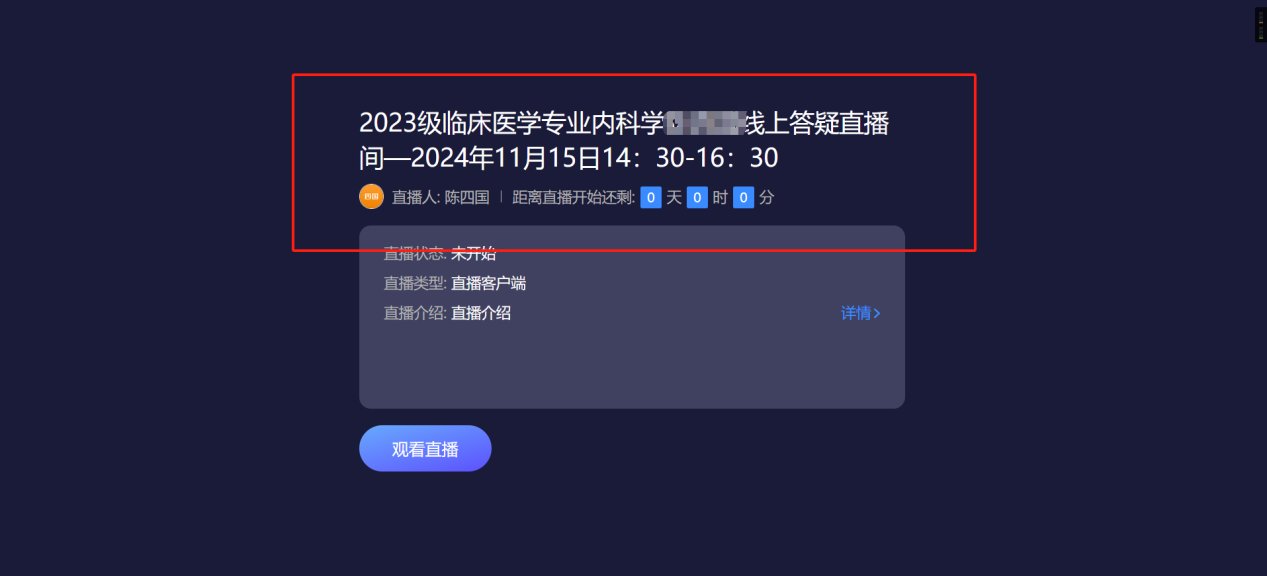 2023级临床医学专业内科学线上答疑直播
间—2024年11月15日14：30-16：30
四国 直播人: 陈四国 | 距离直播开始还剩: 0 天 0 时 0 分
直播状态: 未开始
直播类型: 直播客户端
直播介绍: 直播介绍 详情>
观看直播